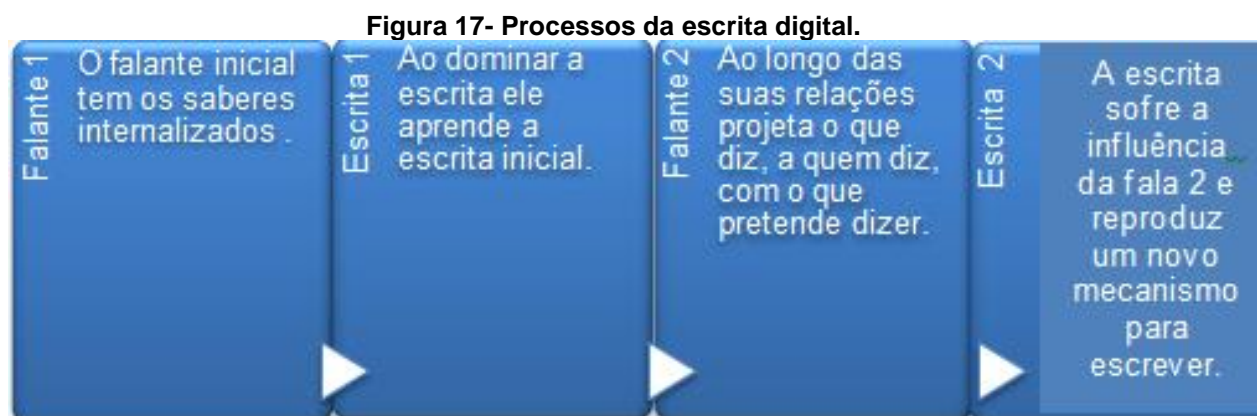 Figura 17- Processos da escrita digital.
Falante 1
O falante inicial
tem os saberes
internalizados .
Escrita 1
Ao dominar a
escrita ele
aprende a
escrita inicial.
Falante 2
Ao longo das
suas relações
projeta o que
diz, a quem diz,
com o que
pretende dizer.
Escrita 2
A escrita
sofre a
influência
da fala 2 e
reproduz
um novo
mecanismo
para
escrever.